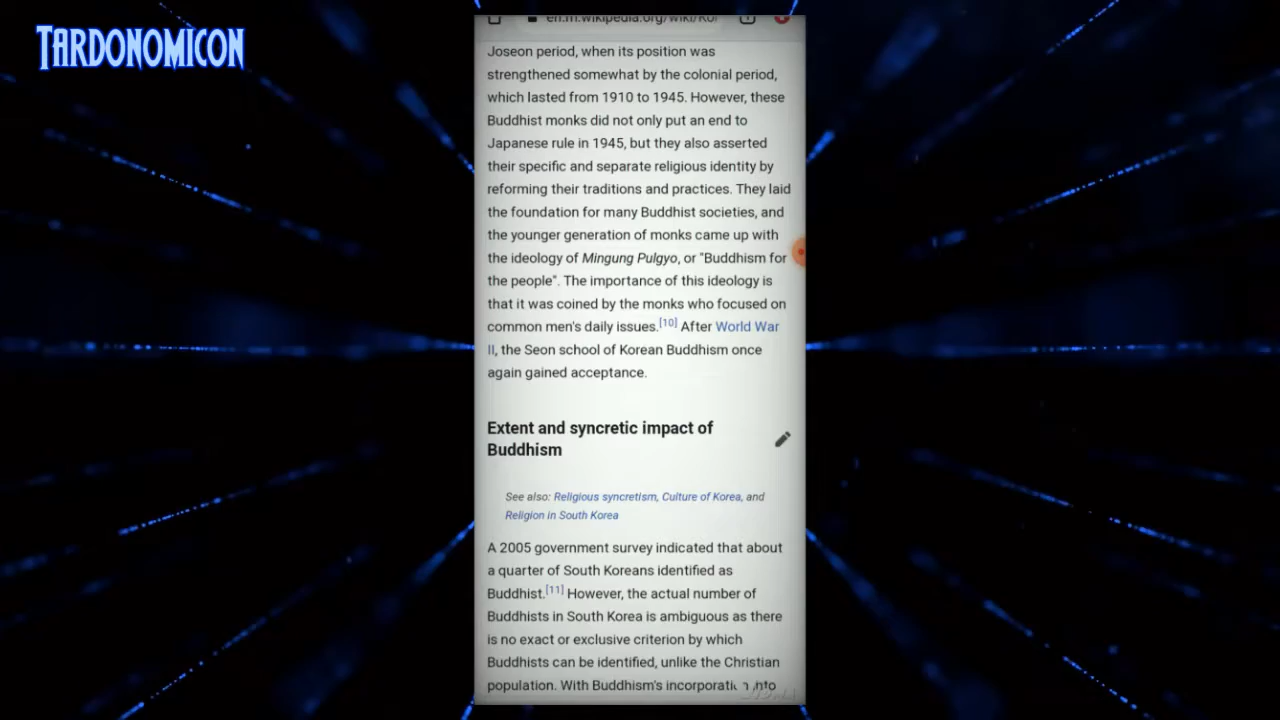 TARDONOMICON
en.m.wikipedia.org/wiki/Ko
Joseon period, when its position was
strengthened somewhat by the colonial period,
which lasted from 1910 to 1945. However, these
Buddhist monks did not only put an end to
Japanese rule in 1945, but they also asserted
their specific and separate religious identity by
reforming their traditions and practices. They laid
the foundation for many Buddhist societies, and
the younger generation of monks came up with
the ideology of Mingung Pulgyo, or "Buddhism for
the people". The importance of this ideology is
that it was coined by the monks who focused on
common men's daily issues.[10] After World War
II, the Seon school of Korean Buddhism once
again gained acceptance.
Extent and syncretic impact of
Buddhism
See also: Religious syncretism, Culture of Korea, and
Religion in South Korea
A 2005 government survey indicated that about
a quarter of South Koreans identified as
Buddhist.[11] However, the actual number of
Buddhists in South Korea is ambiguous as there
is no exact or exclusive criterion by which
Buddhists can be identified, unlike the Christian
population. With Buddhism's incorporation into